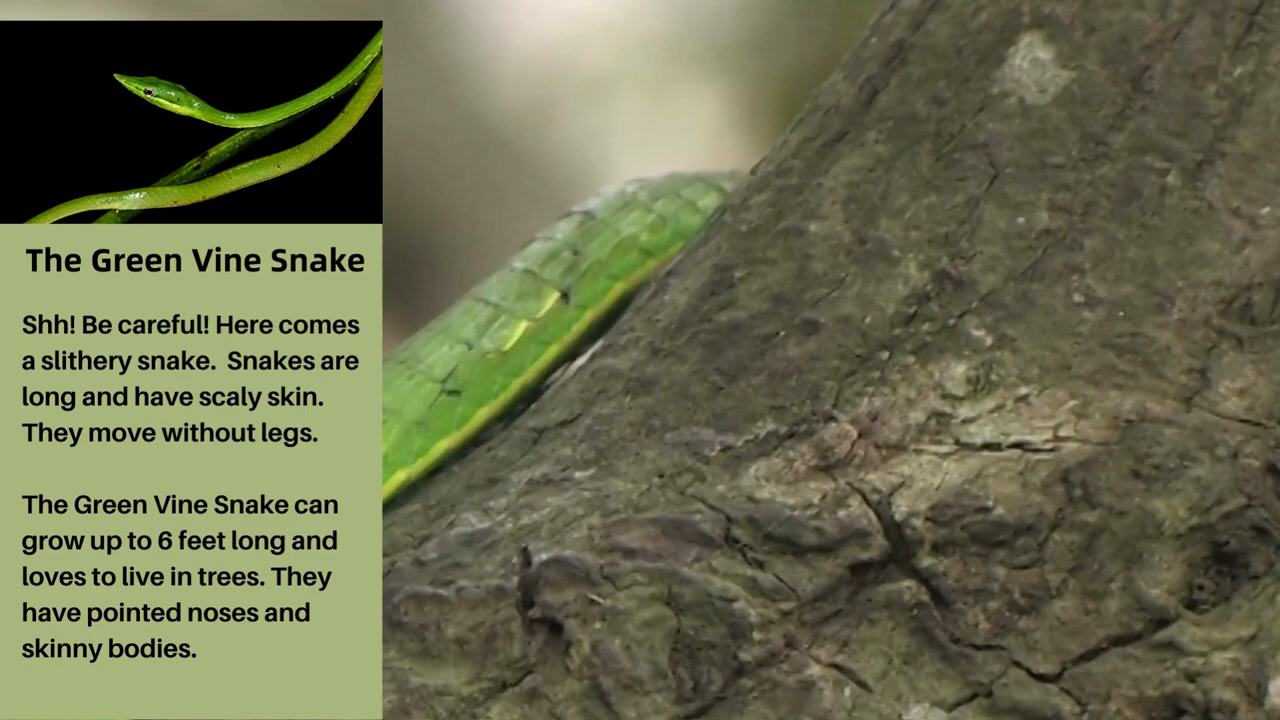 The Green Vine Snake
Shh! Be careful! Here comes
a slithery snake.  Snakes are
long and have scaly skin.
They move without legs.
The Green Vine Snake can
grow up to 6 feet long and
loves to live in trees. They
have pointed noses and
skinny bodies.